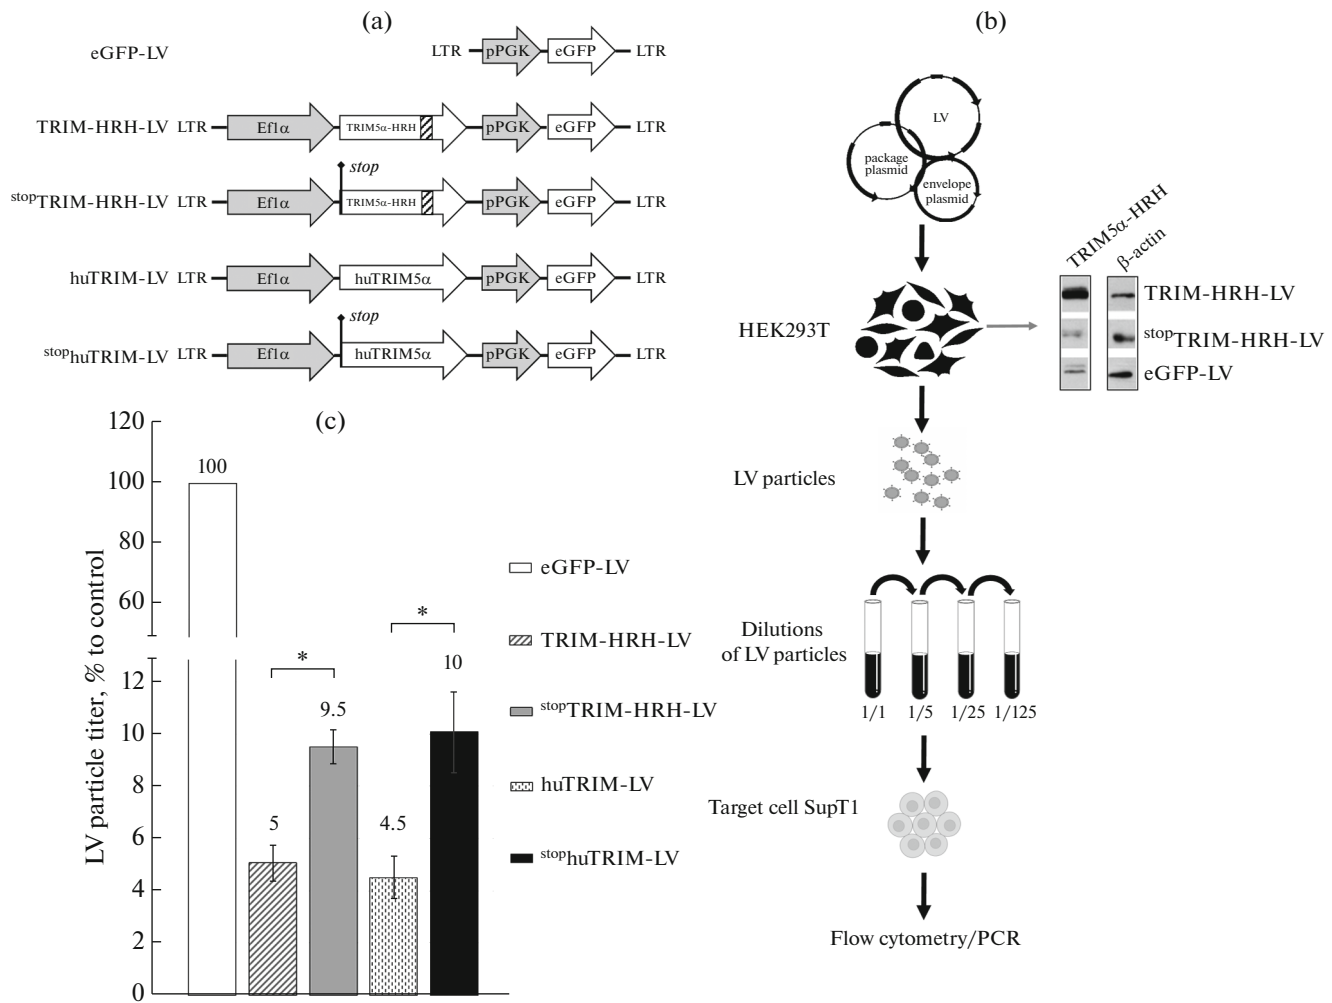 (a)
eGFP-LV
LTR pPGK eGFP LTR
TRIM-HRH-LV LTR Ef1α TRIM5α-HRH pPGK eGFP LTR
stop
stopTRIM-HRH-LV LTR Ef1α TRIM5α-HRH pPGK eGFP LTR
huTRIM-LV LTR Ef1α huTRIM5α pPGK eGFP LTR
stop
stophuTRIM-LV LTR Ef1α huTRIM5α pPGK eGFP LTR
(b)
LV
package
plasmid
envelope
plasmid
HEK293T
TRIM5α-HRH
β-actin
TRIM-HRH-LV
stopTRIM-HRH-LV
eGFP-LV
LV particles
Dilutions
of LV particles
1/1 1/5 1/25 1/125
Target cell SupT1
Flow cytometry/PCR
(c)
LV particle titer, % to control
120
100
80
60
12
10
8
6
4
2
0
100
5
*
9.5
4.5
*
10
eGFP-LV
TRIM-HRH-LV
stopTRIM-HRH-LV
huTRIM-LV
stophuTRIM-LV